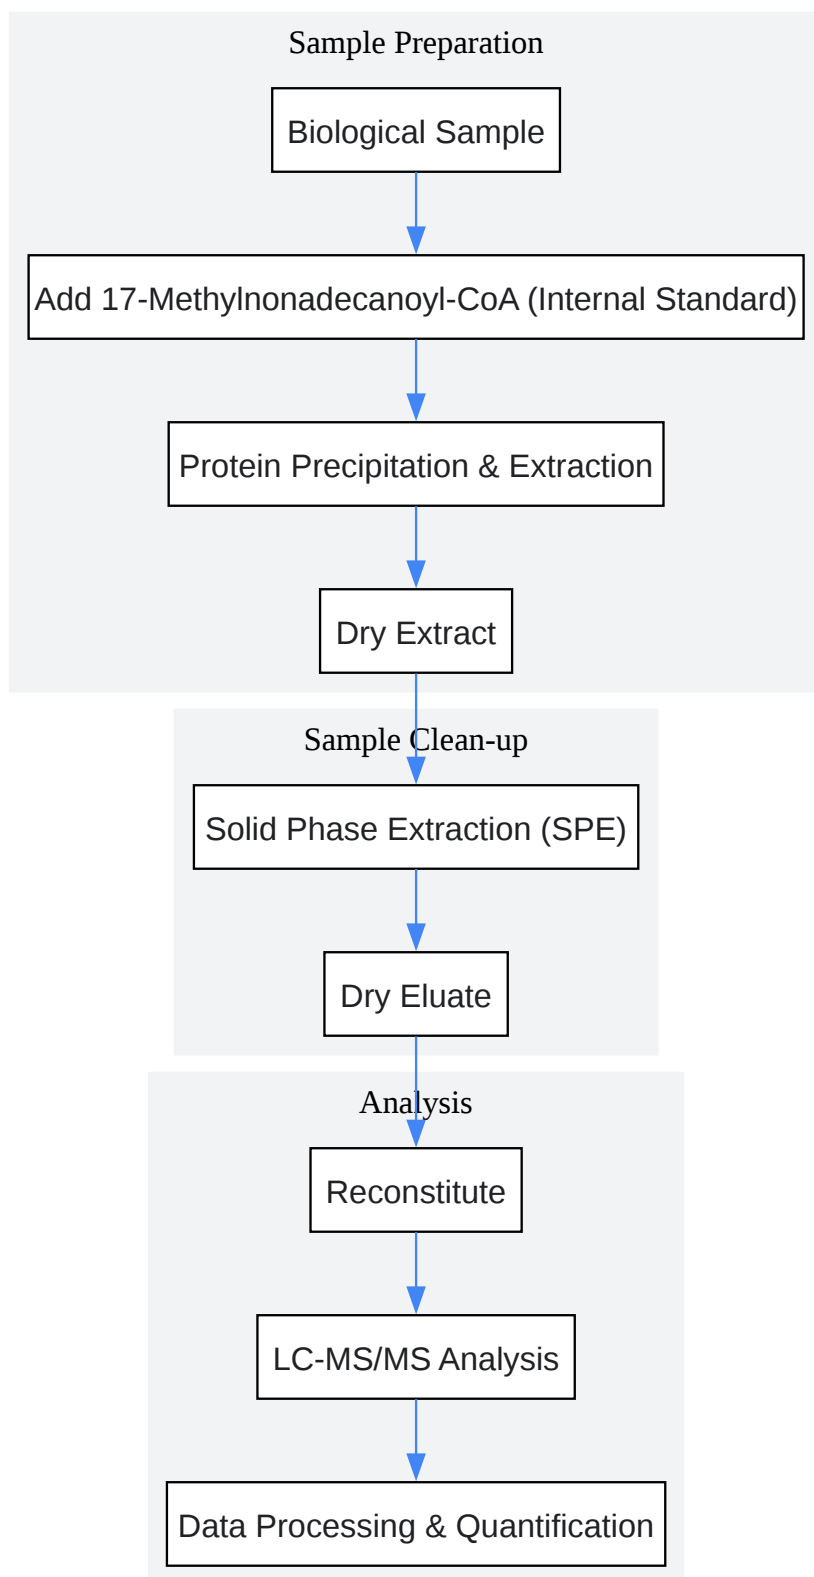 Sample Preparation
Biological Sample
Add 17-Methylnonadecanoyl-CoA (Internal Standard)
Protein Precipitation & Extraction
Dry Extract
Sample Clean-up
Solid Phase Extraction (SPE)
Dry Eluate
Analysis
Reconstitute
LC-MS/MS Analysis
Data Processing & Quantification